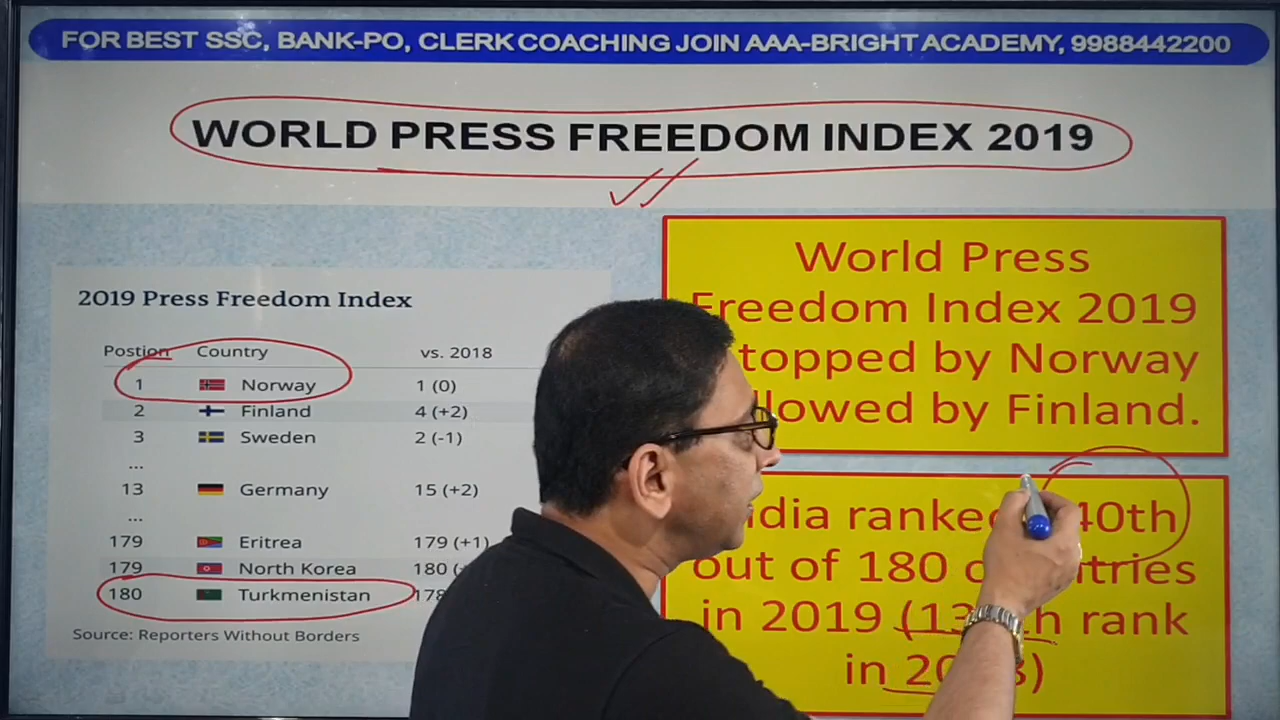 FOR BEST SSC, BANK-PO, CLERK COACHING JOIN AAA-BRIGHT ACADEMY, 9988442200
WORLD PRESS FREEDOM INDEX 2019
2019 Press Freedom Index
Postion Country vs. 2018
1 Norway 1 (0)
2 Finland 4 (+2)
3 Sweden 2 (-1)
...
13 Germany 15 (+2)
...
179 Eritrea 179 (+1)
179 North Korea 180
180 Turkmenistan 178
Source: Reporters Without Borders
World Press
Freedom Index 2019
topped by Norway
by Finland.
ranked
out of 180
in 2019 rank
in